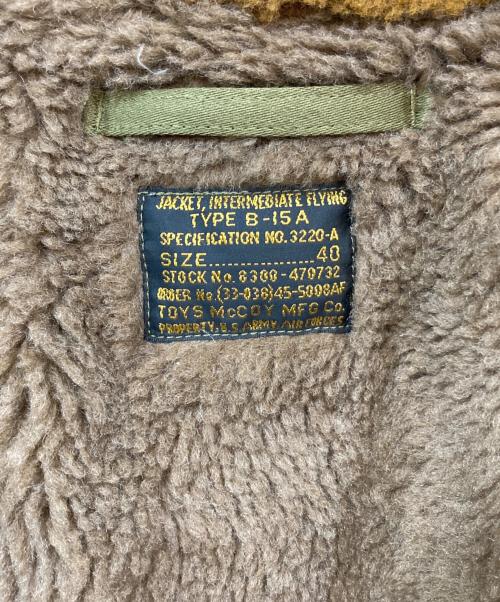 JACKET, INTERMEDIATE FLYING
TYPE B-15A
SPECIFICATION NO. 3220-A
SIZE..............40
STOCK No. 8300-470732
ORDER No. (33-038)45-5098AF
TOYS McCOY MFG Co.
PROPERTY, U.S. ARMY AIR FORCES